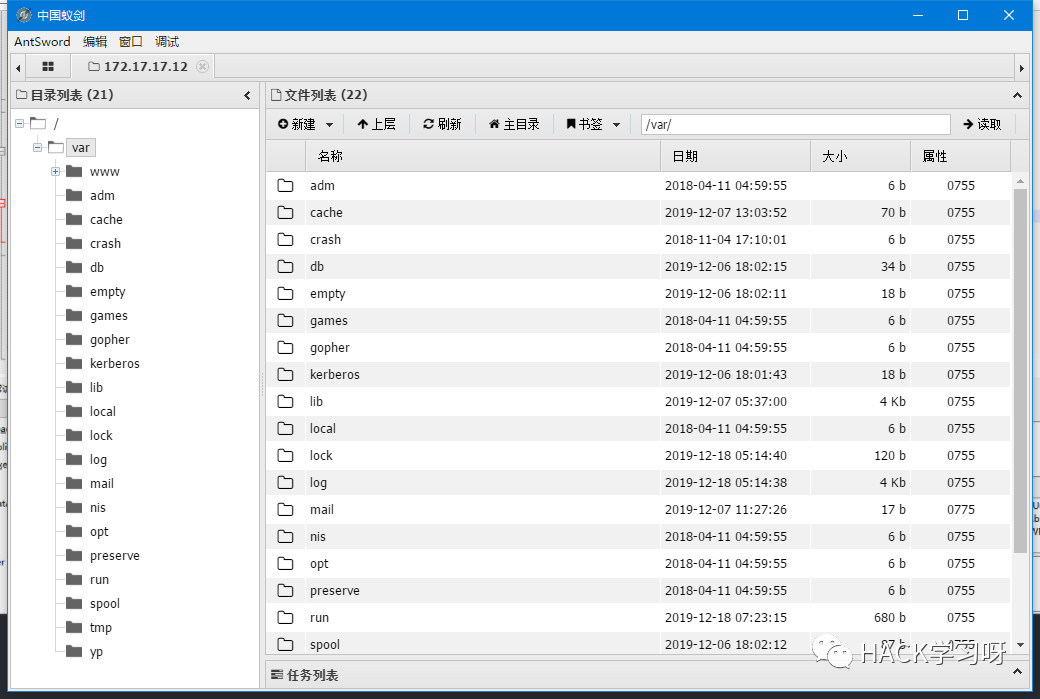 中国蚁剑
AntSword 编辑 窗口 调试
172.17.17.12
目录列表 (21)
/
var
www
adm
cache
crash
db
empty
games
gopher
kerberos
lib
local
lock
log
mail
nis
opt
preserve
run
spool
tmp
yp
文件列表 (22)
新建 上层 刷新 主目录 书签 /var/ 读取
名称 日期 大小 属性
adm 2018-04-11 04:59:55 6 b 0755
cache 2019-12-07 13:03:52 70 b 0755
crash 2018-11-04 17:10:01 6 b 0755
db 2019-12-06 18:02:15 34 b 0755
empty 2019-12-06 18:02:11 18 b 0755
games 2018-04-11 04:59:55 6 b 0755
gopher 2018-04-11 04:59:55 6 b 0755
kerberos 2019-12-06 18:01:43 18 b 0755
lib 2019-12-07 05:37:00 4 Kb 0755
local 2018-04-11 04:59:55 6 b 0755
lock 2019-12-18 05:14:40 120 b 0755
log 2019-12-18 05:14:38 4 Kb 0755
mail 2019-12-07 11:27:26 17 b 0775
nis 2018-04-11 04:59:55 6 b 0755
opt 2018-04-11 04:59:55 6 b 0755
preserve 2018-04-11 04:59:55 6 b 0755
run 2019-12-18 07:23:15 680 b 0755
spool 2019-12-06 18:02:12 87 b 0755
HACK学习呀
任务列表